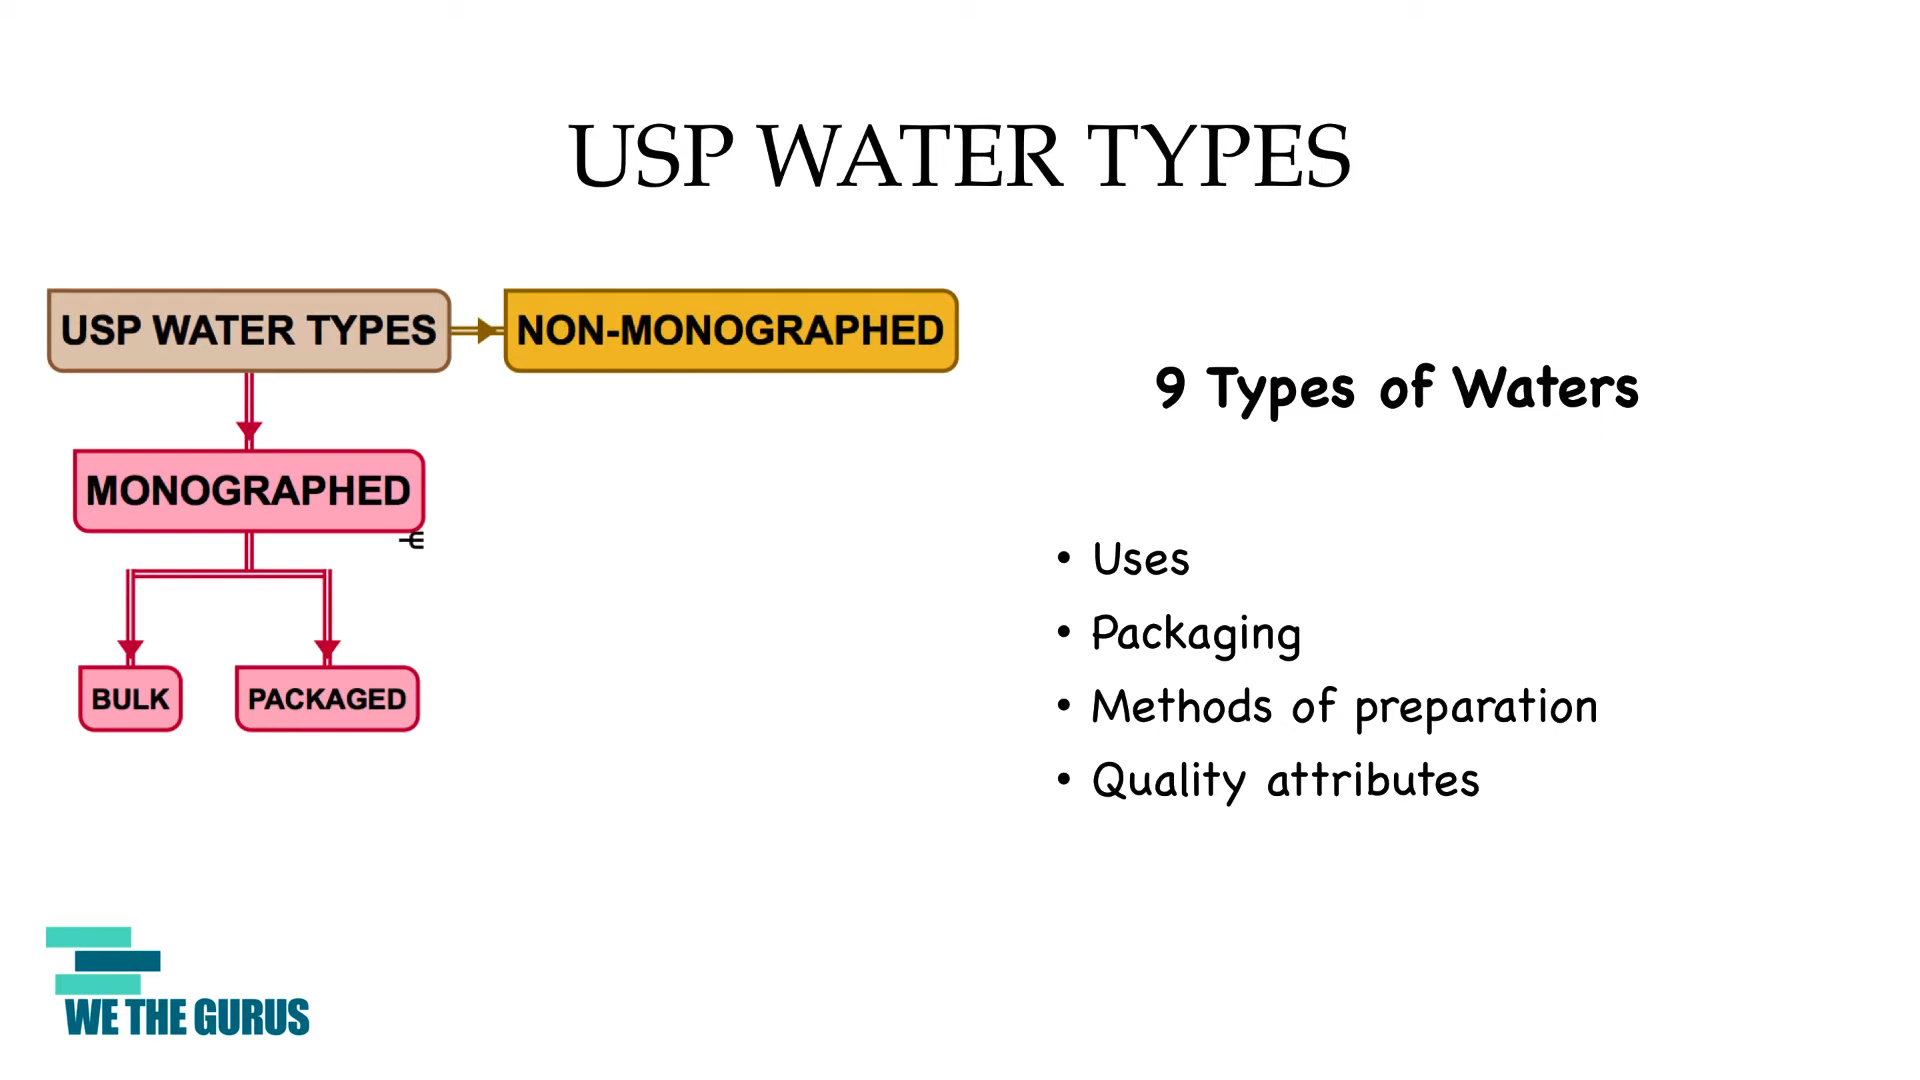 USP WATER TYPES
USP WATER TYPES
NON-MONOGRAPHED
MONOGRAPHED
BULK
PACKAGED
9 Types of Waters
• Uses
• Packaging
• Methods of preparation
• Quality attributes
WE THE GURUS